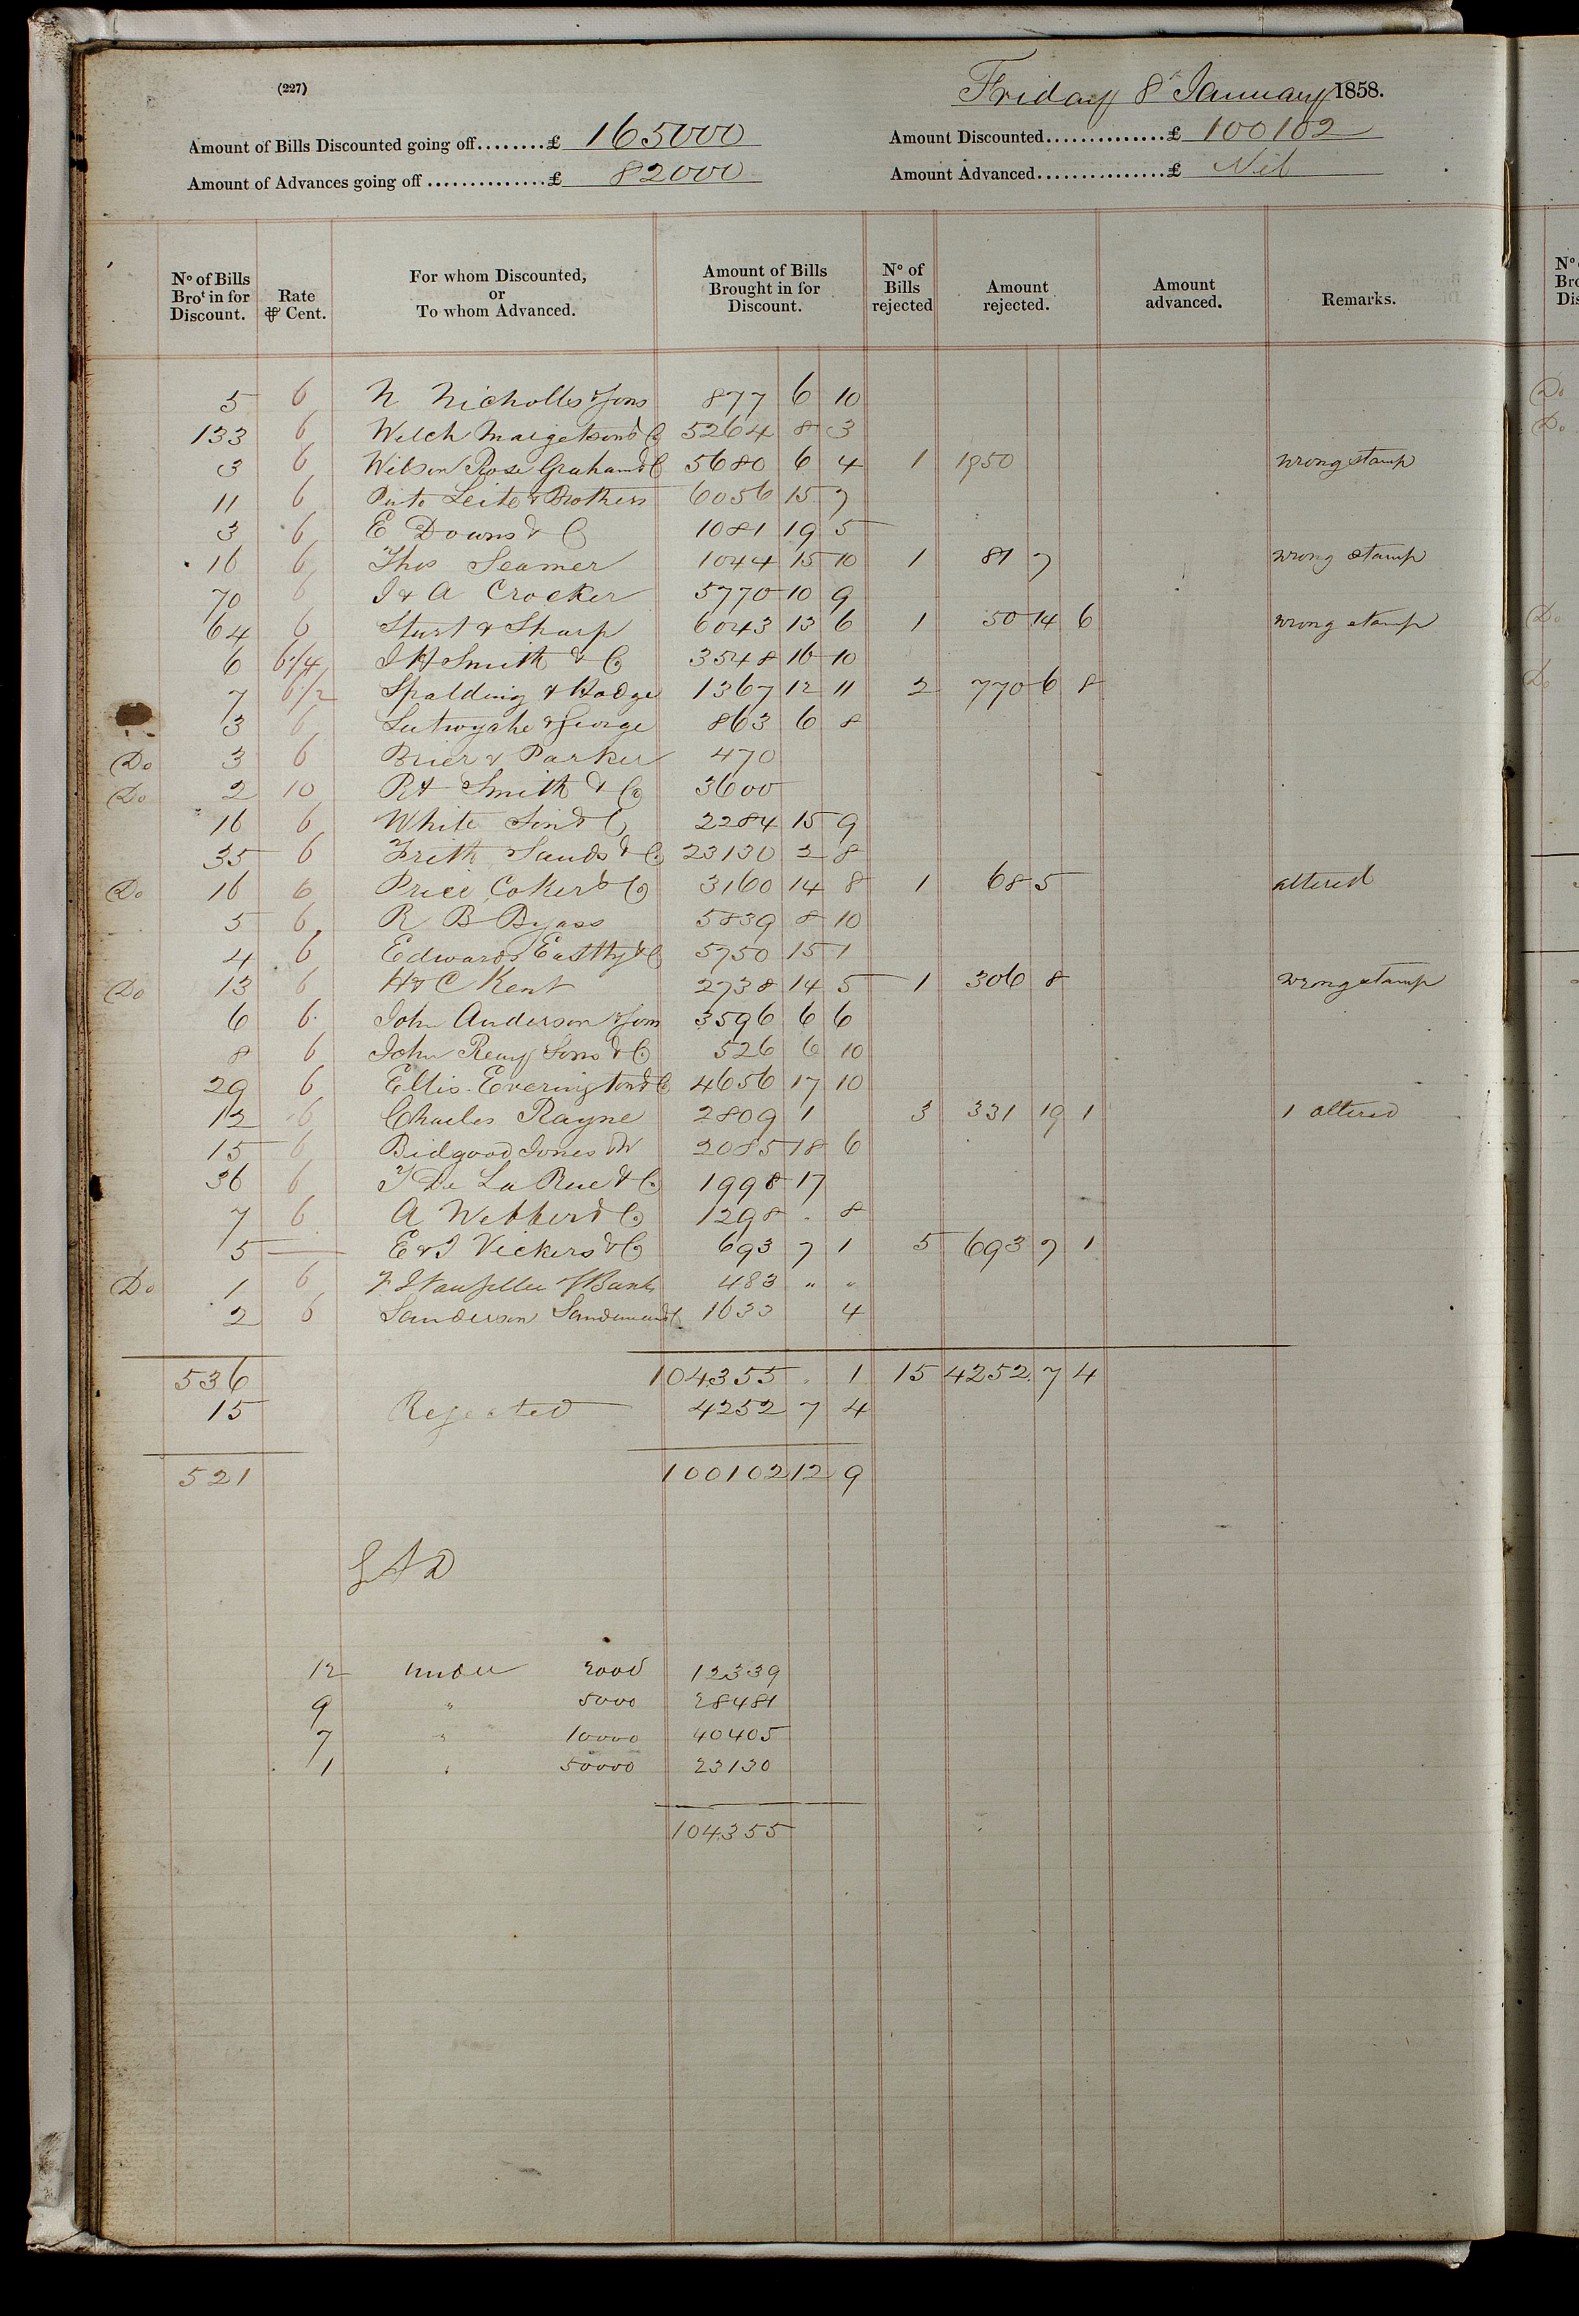 (227)
Friday 8th January 1858.
Amount of Bills Discounted going off........£ 165000
Amount Discounted..............£ 100102
Amount of Advances going off..............£ 82000
Amount Advanced...............£ Nil
No of Bills Brot in for Discount. Rate ⅌ Cent. For whom Discounted, or To whom Advanced. Amount of Bills Brought in for Discount. No of Bills rejected Amount rejected. Amount advanced. Remarks.
5 6 N Nicholls & Sons 877 6 10
133 6 Welch Margetson & Co 5264 8 3
3 6 Wilson Rose Graham & Co 5680 6 4 1 1950 wrong stamp
11 6 Pinto Leite & Brothers 6056 15 7
3 6 E Downs & Co 1081 19 5
16 6 Thos Seamer 1044 15 10 1 81 7 wrong stamp
70 6 J & A Crocker 5770 10 9
64 6 Sturt & Sharp 6043 13 6 1 50 14 6 wrong stamp
6 6 1/4 J H Smith & Co 3548 16 10
7 6 1/2 Spalding & Hodge 1367 12 11 2 770 6 8
3 6 Lutwyche & George 863 6 8
Do 3 6 Brier & Parker 470
Do 2 10 Smith & Co 3600
16 6 White Son & Co 2284 15 9
35 6 Frith Sands & Co 23130 2 8
Do 16 6 Price, Coker & Co 3160 14 8 1 68 5 altered
5 6 R B Byass 5839 8 10
4 6 Edwards Eastty & Co 5750 15 1
Do 13 6 H & C Kent 2738 14 5 1 306 8 wrong stamp
6 6 John Anderson & Sons 3596 6 6
8 6 John Reay Sons & Co 526 6 10
29 6 Ellis Everington & Co 4656 17 10
12 6 Charles Rayne 2809 1 3 331 19 1 1 altered
15 6 Bidgood Jones & W 2085 18 6
36 6 T De La Rue & Co 1998 17
7 6 A Webber & Co 1298 . 8
5 — E & J Vickers & Co 693 7 1 5 693 7 1
Do 1 6 483 " "
2 6 Sanderson Sandeman & Co 1633 4
536 104355 . 1 15 4252 7 4
15 Rejected 4252 7 4
521 100102 12 9
12 under 2000 12339
9 " 5000 28481
7 " 10000 40405
1 " 50000 23130
104355
No
Bro
Dis
Do
Do
Do
Do